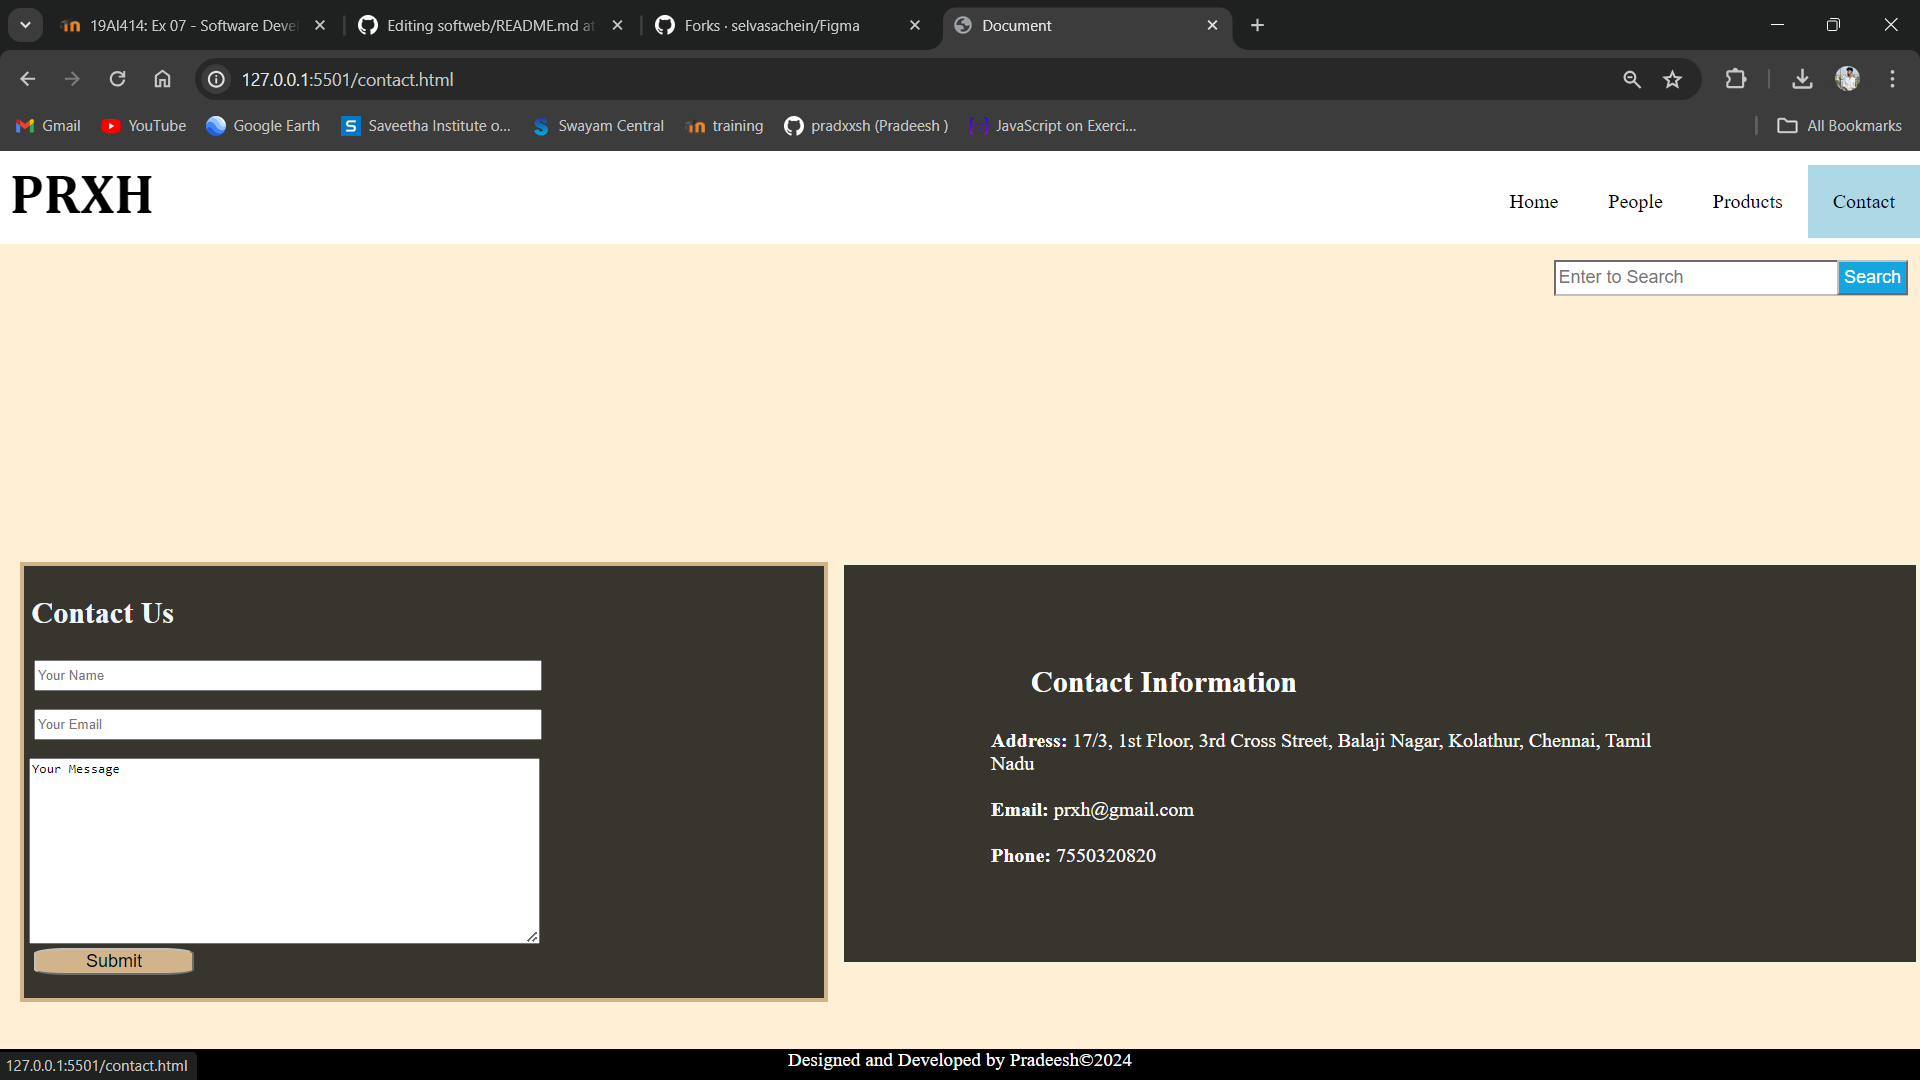 19AI414: Ex 07 - Software Devel
Editing softweb/README.md at
Forks · selvasachein/Figma
Document
127.0.0.1:5501/contact.html
Gmail
YouTube
Google Earth
Saveetha Institute o...
Swayam Central
training
pradxxsh (Pradeesh )
JavaScript on Exerci...
All Bookmarks
PRXH
Home
People
Products
Contact
Enter to Search
Search
Contact Us
Your Name
Your Email
Your Message
Submit
Contact Information
Address: 17/3, 1st Floor, 3rd Cross Street, Balaji Nagar, Kolathur, Chennai, Tamil
Nadu
Email: prxh@gmail.com
Phone: 7550320820
Designed and Developed by Pradeesh©2024
127.0.0.1:5501/contact.html